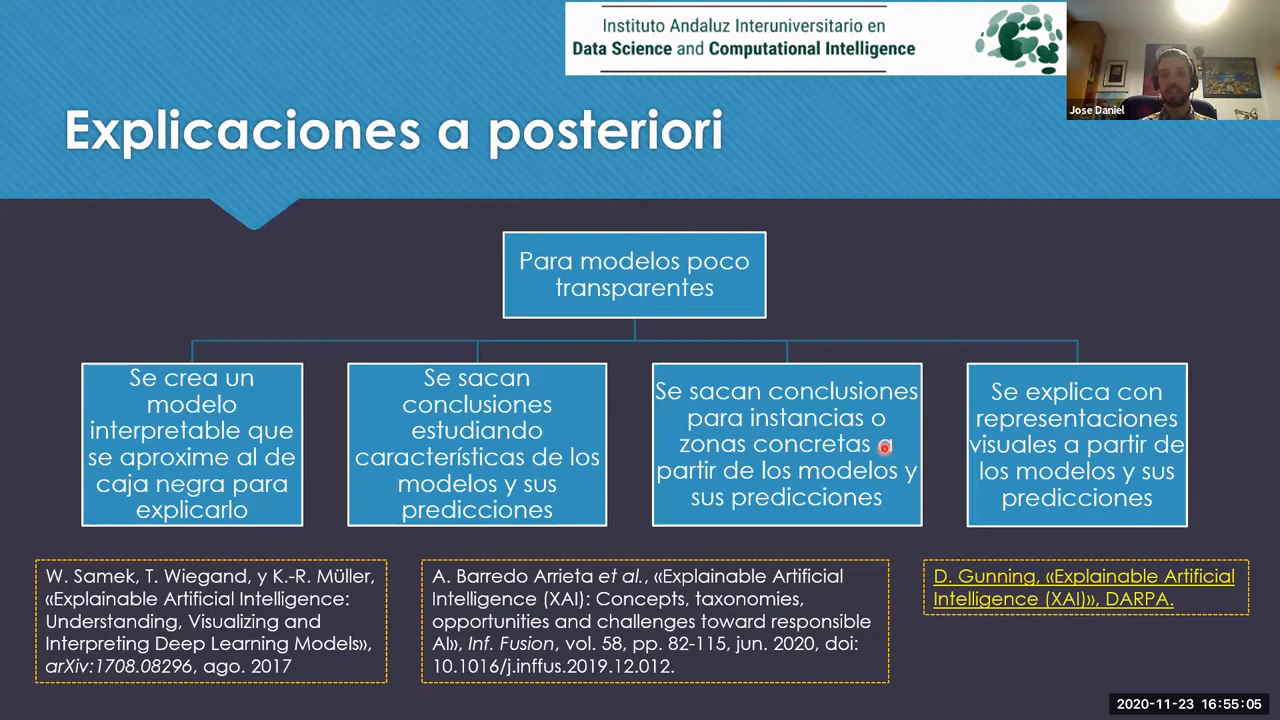 Instituto Andaluz Interuniversitario en
Data Science and Computational Intelligence
Jose Daniel
Explicaciones a posteriori
Para modelos poco
transparentes
Se crea un
modelo
interpretable que
se aproxime al de
caja negra para
explicarlo
Se sacan
conclusiones
estudiando
características de los
modelos y sus
predicciones
Se sacan conclusiones
para instancias o
zonas concretas a
partir de los modelos y
sus predicciones
Se explica con
representaciones
visuales a partir de
los modelos y sus
predicciones
W. Samek, T. Wiegand, y K.-R. Müller,
«Explainable Artificial Intelligence:
Understanding, Visualizing and
Interpreting Deep Learning Models»,
arXiv:1708.08296, ago. 2017
A. Barredo Arrieta et al., «Explainable Artificial
Intelligence (XAI): Concepts, taxonomies,
opportunities and challenges toward responsible
AI», Inf. Fusion, vol. 58, pp. 82-115, jun. 2020, doi:
10.1016/j.inffus.2019.12.012.
D. Gunning, «Explainable Artificial
Intelligence (XAI)», DARPA.
2020-11-23 16:55:05